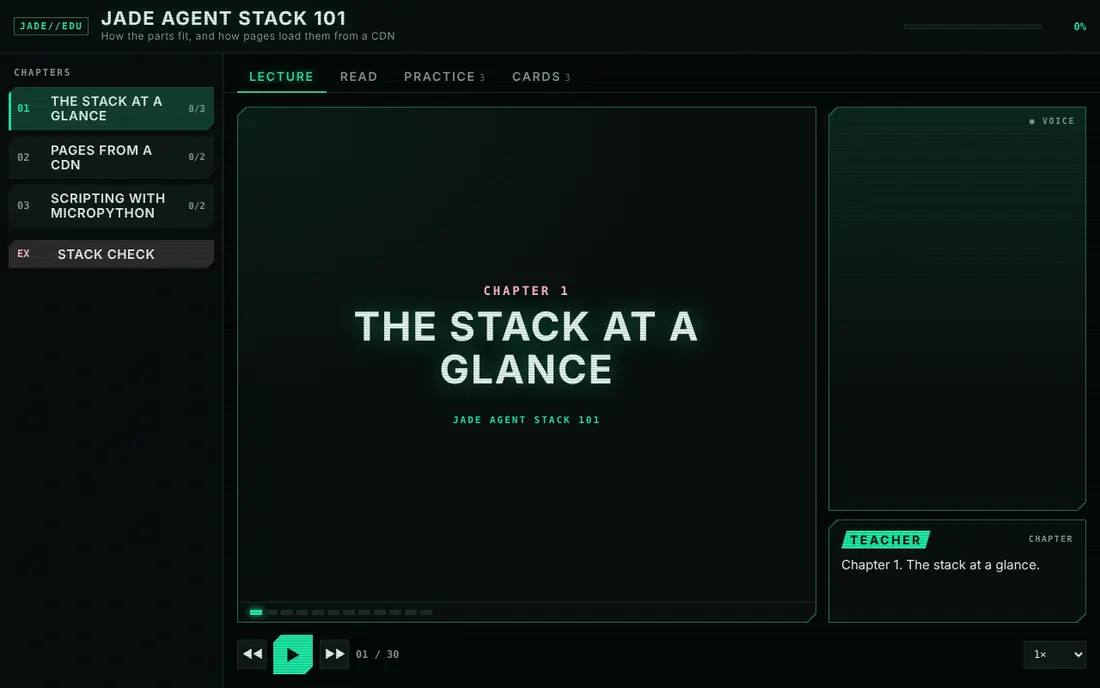 JADE//EDU
JADE AGENT STACK 101
How the parts fit, and how pages load them from a CDN
0%
CHAPTERS
01
THE STACK AT A
GLANCE
0/3
02
PAGES FROM A
CDN
0/2
03
SCRIPTING WITH
MICROPYTHON
0/2
EX
STACK CHECK
LECTURE
READ
PRACTICE 3
CARDS 3
CHAPTER 1
THE STACK AT A
GLANCE
JADE AGENT STACK 101
VOICE
TEACHER
CHAPTER
Chapter 1. The stack at a glance.
01 / 30
1×